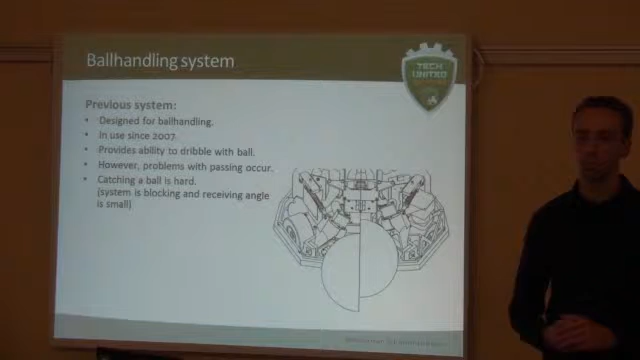 Ballhandling system
TECH
UNITED
Previous system:
• Designed for ballhandling.
• In use since 2007.
• Provides ability to dribble with ball.
• However, problems with passing occur.
• Catching a ball is hard.
(system is blocking and receiving angle
is small)